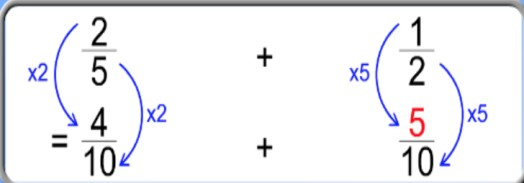 2/5 + 1/2
x2 x2 x5 x5
= 4/10 + 5/10